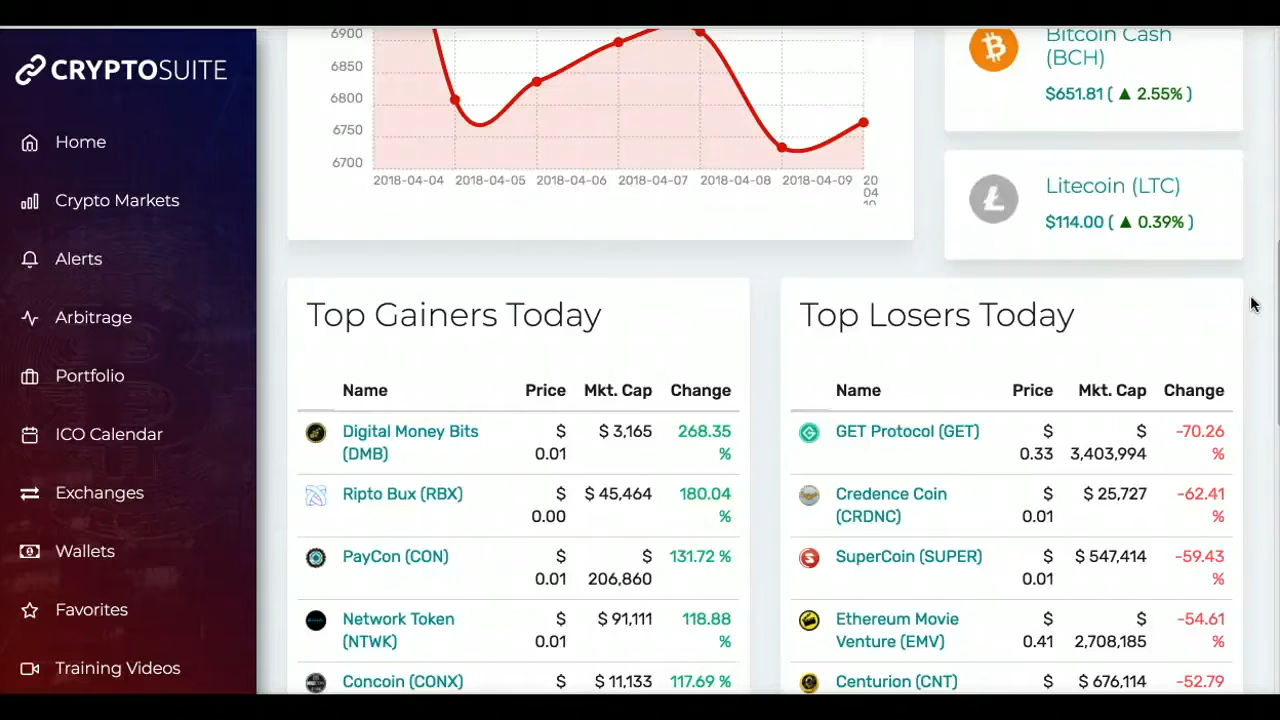 CRYPTOSUITE
Home
Crypto Markets
Alerts
Arbitrage
Portfolio
ICO Calendar
Exchanges
Wallets
Favorites
Training Videos
6900
6850
6800
6750
6700
2018-04-04 2018-04-05 2018-04-06 2018-04-07 2018-04-08 2018-04-09 20
04
10
Bitcoin Cash
(BCH)
$651.81 ( ▲ 2.55% )
Litecoin (LTC)
$114.00 ( ▲ 0.39% )
Top Gainers Today
Name Price Mkt. Cap Change
Digital Money Bits $ $ 3,165 268.35
(DMB) 0.01 %
Ripto Bux (RBX) $ $ 45,464 180.04
0.00 %
PayCon (CON) $ $ 131.72 %
0.01 206,860
Network Token $ $ 91,111 118.88
(NTWK) 0.01 %
Concoin (CONX) $ $ 11,133 117.69 %
Top Losers Today
Name Price Mkt. Cap Change
GET Protocol (GET) $ $ -70.26
0.33 3,403,994 %
Credence Coin $ $ 25,727 -62.41
(CRDNC) 0.01 %
SuperCoin (SUPER) $ $ 547,414 -59.43
0.01 %
Ethereum Movie $ $ -54.61
Venture (EMV) 0.41 2,708,185 %
Centurion (CNT) $ $ 676,114 -52.79